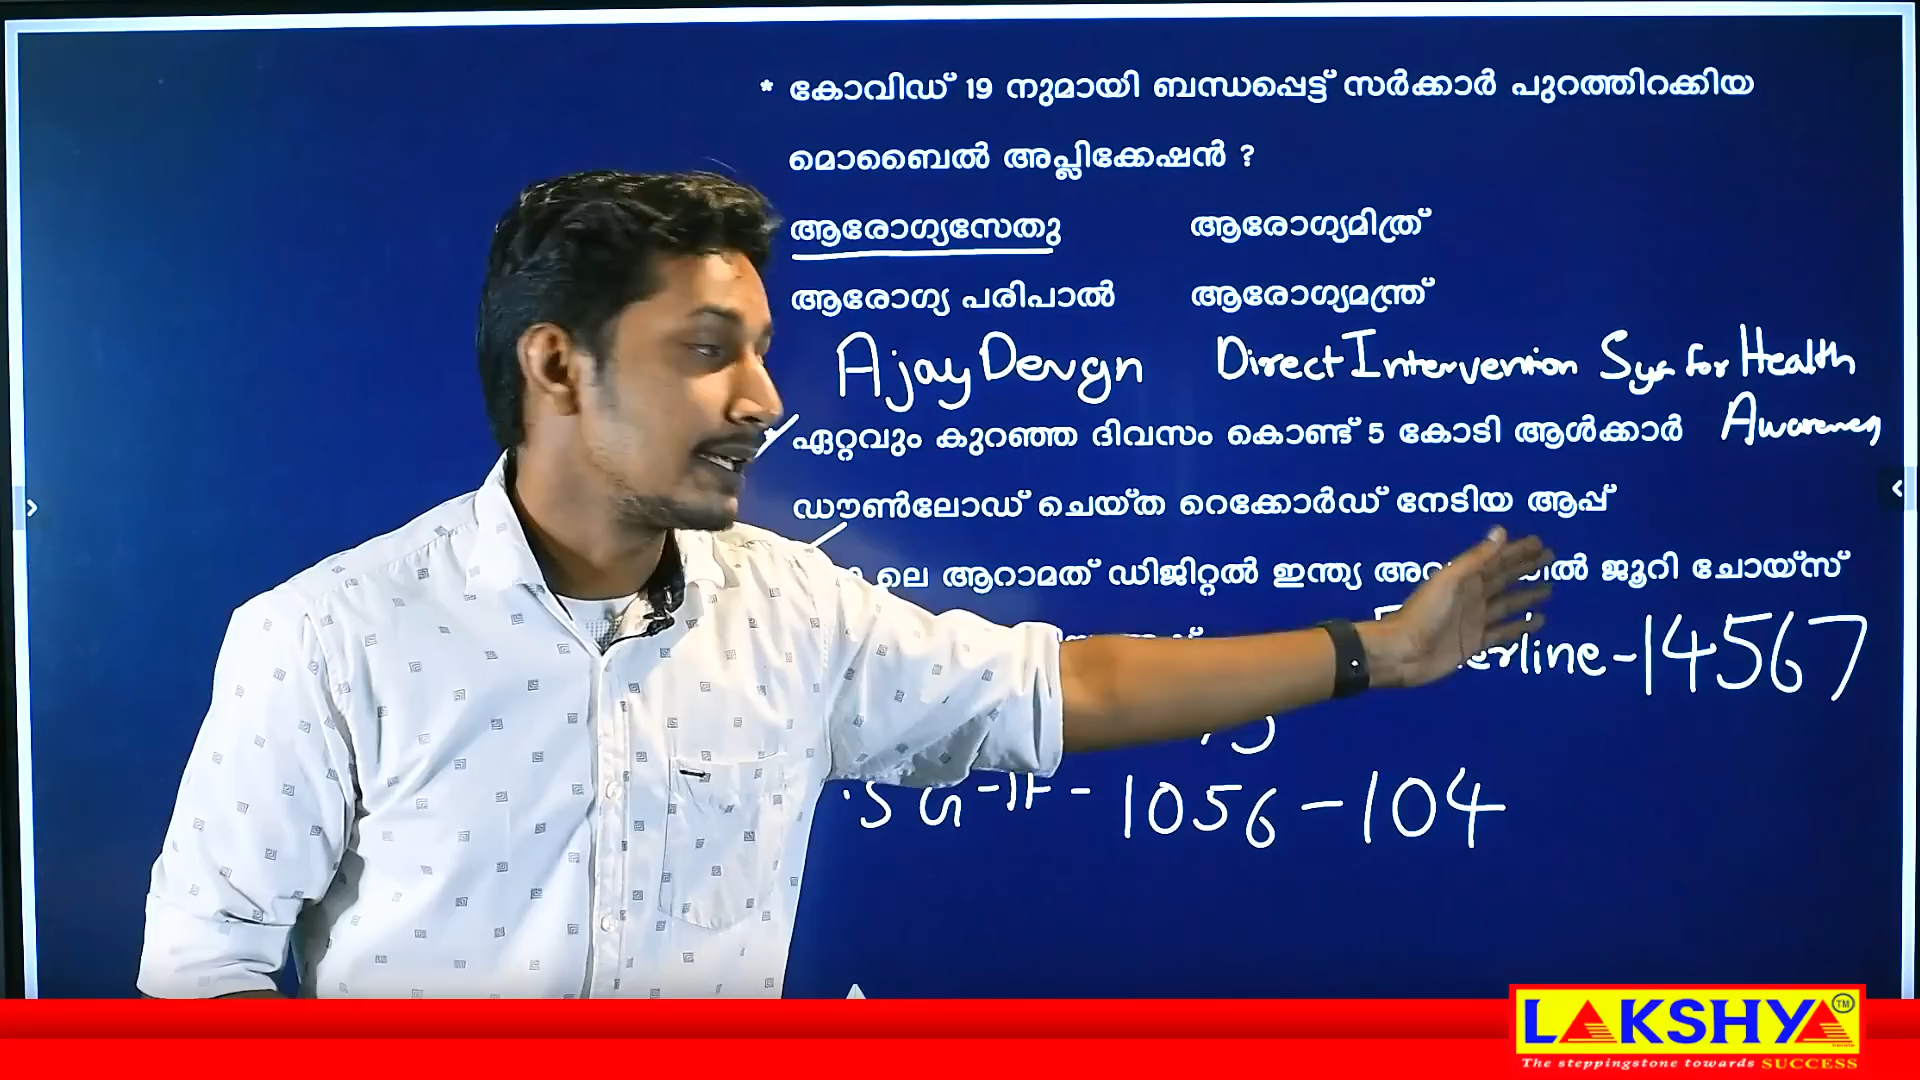 * കോവിഡ് 19 നുമായി ബന്ധപ്പെട്ട് സർക്കാർ പുറത്തിറക്കിയ
മൊബൈൽ അപ്ലിക്കേഷൻ ?
ആരോഗ്യസേതു ആരോഗ്യമിത്ര്
ആരോഗ്യ പരിപാൽ ആരോഗ്യമന്ത്ര്
Ajay Devgn Direct Intervention Sys for Health
ഏറ്റവും കുറഞ്ഞ ദിവസം കൊണ്ട് 5 കോടി ആൾക്കാർ
ഡൗൺലോഡ് ചെയ്ത റെക്കോർഡ് നേടിയ ആപ്പ്
ലെ ആറാമത് ഡിജിറ്റൽ ഇന്ത്യ ജൂറി ചോയ്സ്
erline - 14567
1056 - 104
LAKSHYA TM
The steppingstone towards SUCCESS